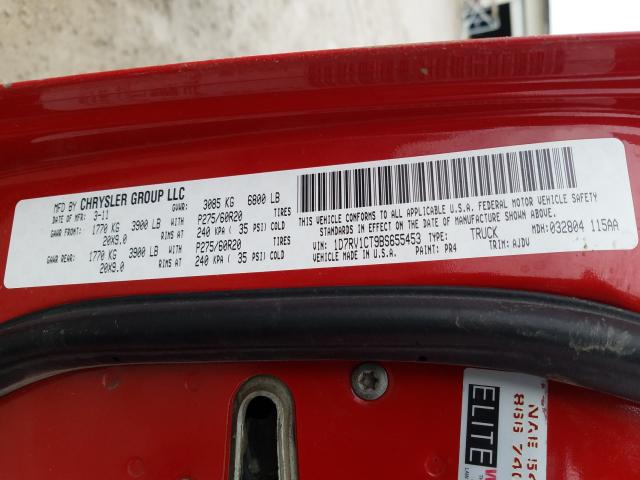 MFD BY CHRYSLER GROUP LLC
DATE OF MFR: 3-11 GVWR: 3085 KG 6800 LB
GAWR FRONT: 1770 KG 3900 LB WITH P275/60R20 TIRES
20X9.0 RIMS AT 240 KPA ( 35 PSI) COLD
GAWR REAR: 1770 KG 3900 LB WITH P275/60R20 TIRES
20X9.0 RIMS AT 240 KPA ( 35 PSI) COLD
THIS VEHICLE CONFORMS TO ALL APPLICABLE U.S.A. FEDERAL MOTOR VEHICLE SAFETY
STANDARDS IN EFFECT ON THE DATE OF MANUFACTURE SHOWN ABOVE.
VIN: 1D7RV1CT9BS655453 TYPE: TRUCK MDH: 032804 115AA
VEHICLE MADE IN U.S.A. PAINT: PR4 TRIM: AJDV
ELITE